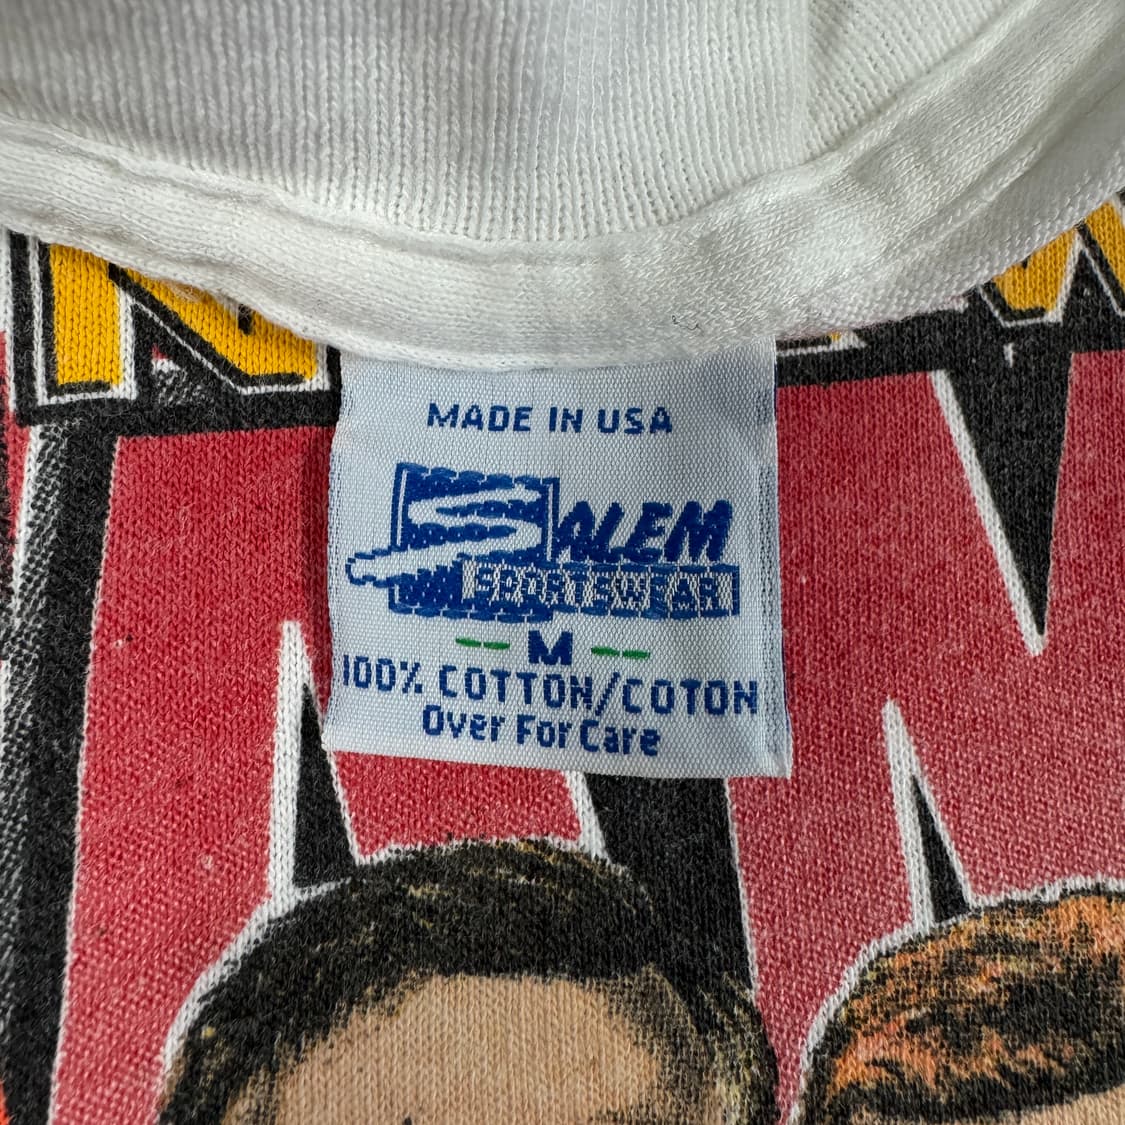 MADE IN USA
SALEM
SPORTSWEAR
-- M --
100% COTTON/COTON
Over For Care